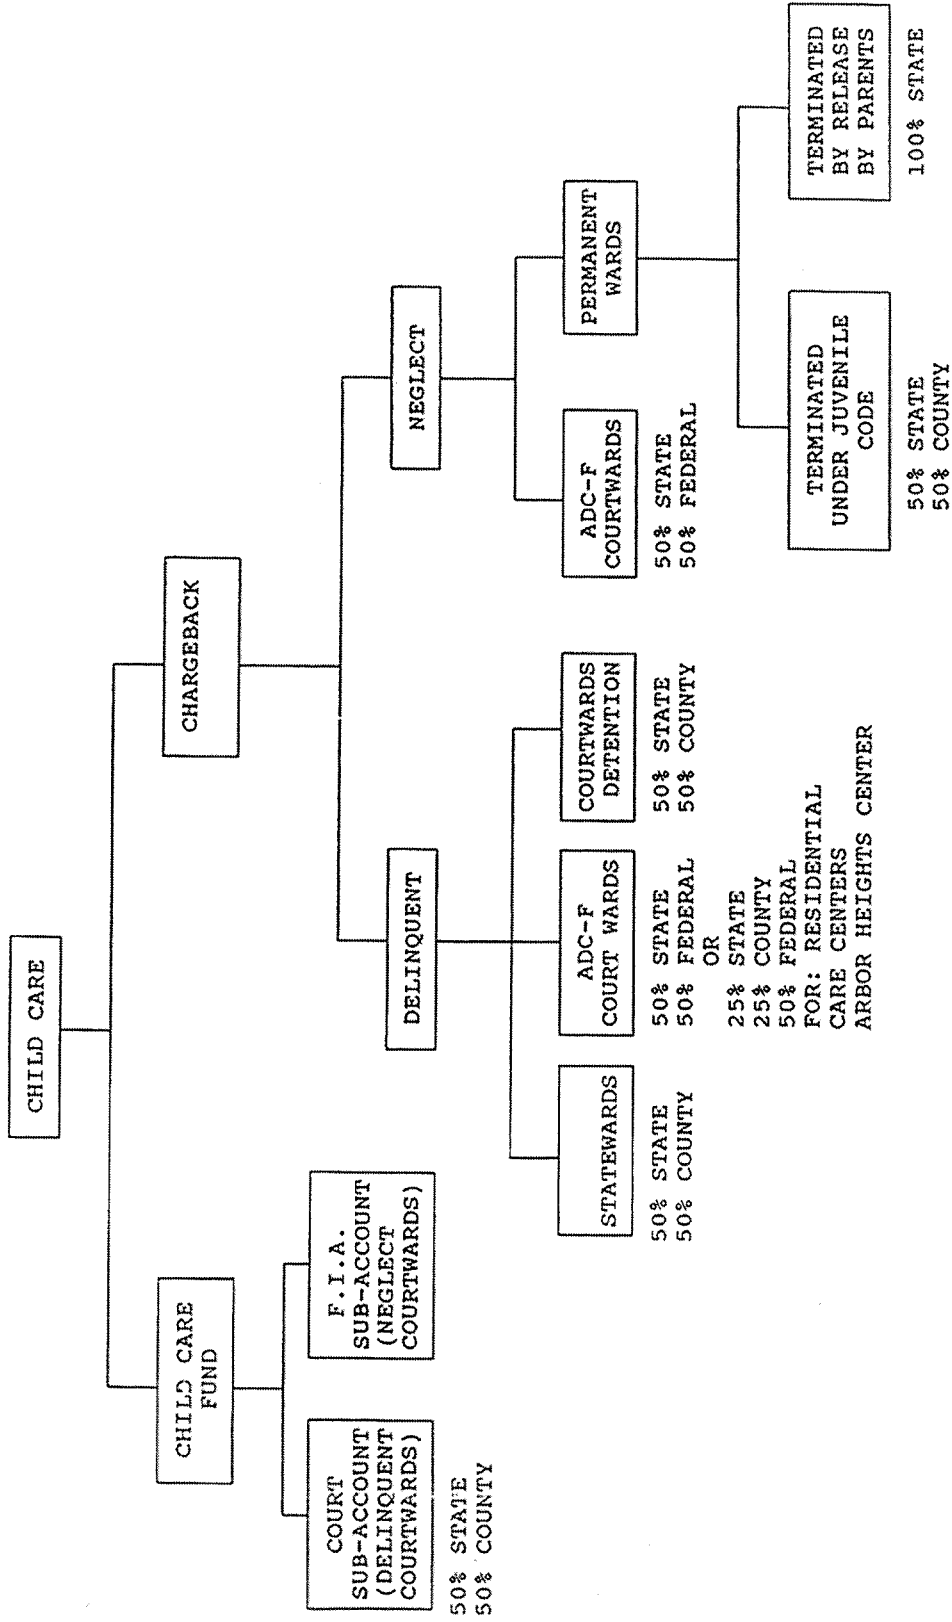 CHILD CARE
CHILD CARE
FUND
CHARGEBACK
COURT
SUB-ACCOUNT
(DELINQUENT
COURTWARDS)
50% STATE
50% COUNTY
F.I.A.
SUB-ACCOUNT
(NEGLECT
COURTWARDS)
DELINQUENT
NEGLECT
STATEWARDS
50% STATE
50% COUNTY
ADC-F
COURT WARDS
50% STATE
50% FEDERAL
OR
25% STATE
25% COUNTY
50% FEDERAL
FOR: RESIDENTIAL
CARE CENTERS
ARBOR HEIGHTS CENTER
COURTWARDS
DETENTION
50% STATE
50% COUNTY
ADC-F
COURTWARDS
50% STATE
50% FEDERAL
PERMANENT
WARDS
TERMINATED
UNDER JUVENILE
CODE
50% STATE
50% COUNTY
TERMINATED
BY RELEASE
BY PARENTS
100% STATE